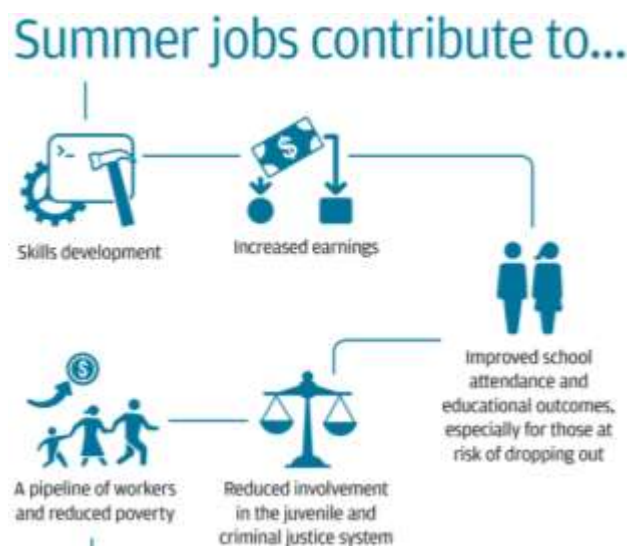 Summer jobs contribute to...
>_
$
Skills development
Increased earnings
Improved school
attendance and
educational outcomes,
especially for those at
risk of dropping out
$
A pipeline of workers
and reduced poverty
Reduced involvement
in the juvenile and
criminal justice system